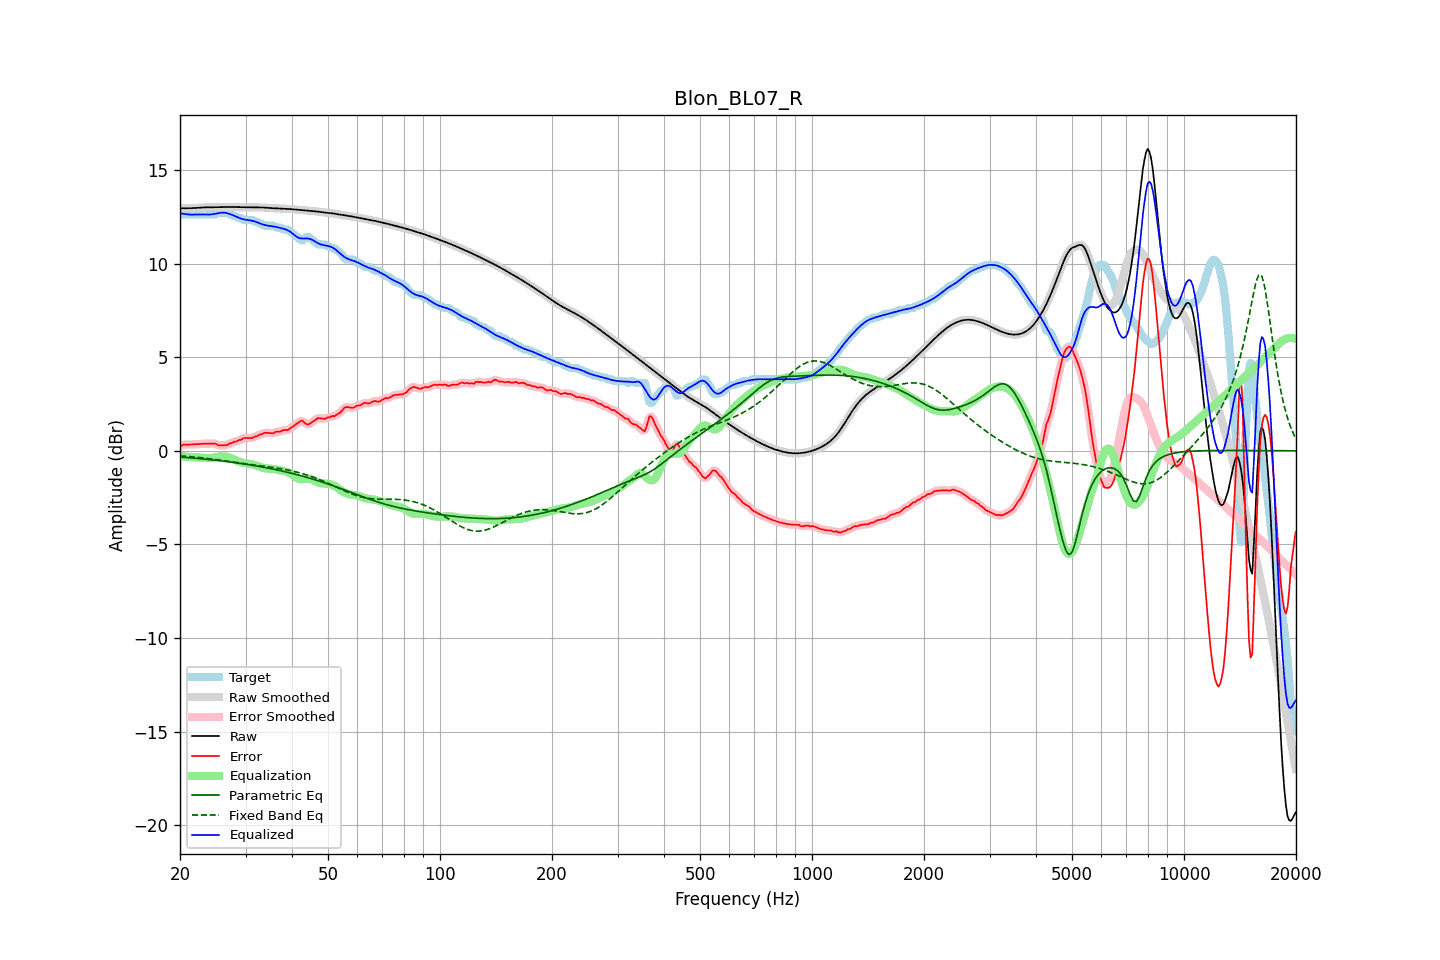 Blon_BL07_R
Amplitude (dBr)
15
10
5
0
−5
−10
−15
−20
Target
Raw Smoothed
Error Smoothed
Raw
Error
Equalization
Parametric Eq
Fixed Band Eq
Equalized
20 50 100 200 500 1000 2000 5000 10000 20000
Frequency (Hz)